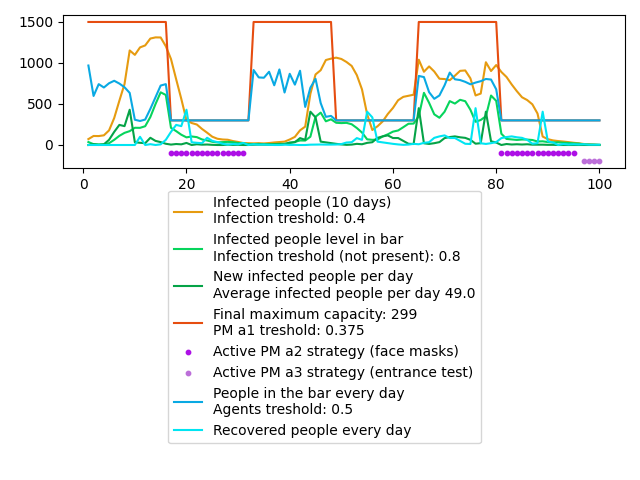 1500
1000
500
0
0
20
40
60
80
100
Infected people (10 days)
Infection treshold: 0.4
Infected people level in bar
Infection treshold (not present): 0.8
New infected people per day
Average infected people per day 49.0
Final maximum capacity: 299
PM a1 treshold: 0.375
Active PM a2 strategy (face masks)
Active PM a3 strategy (entrance test)
People in the bar every day
Agents treshold: 0.5
Recovered people every day